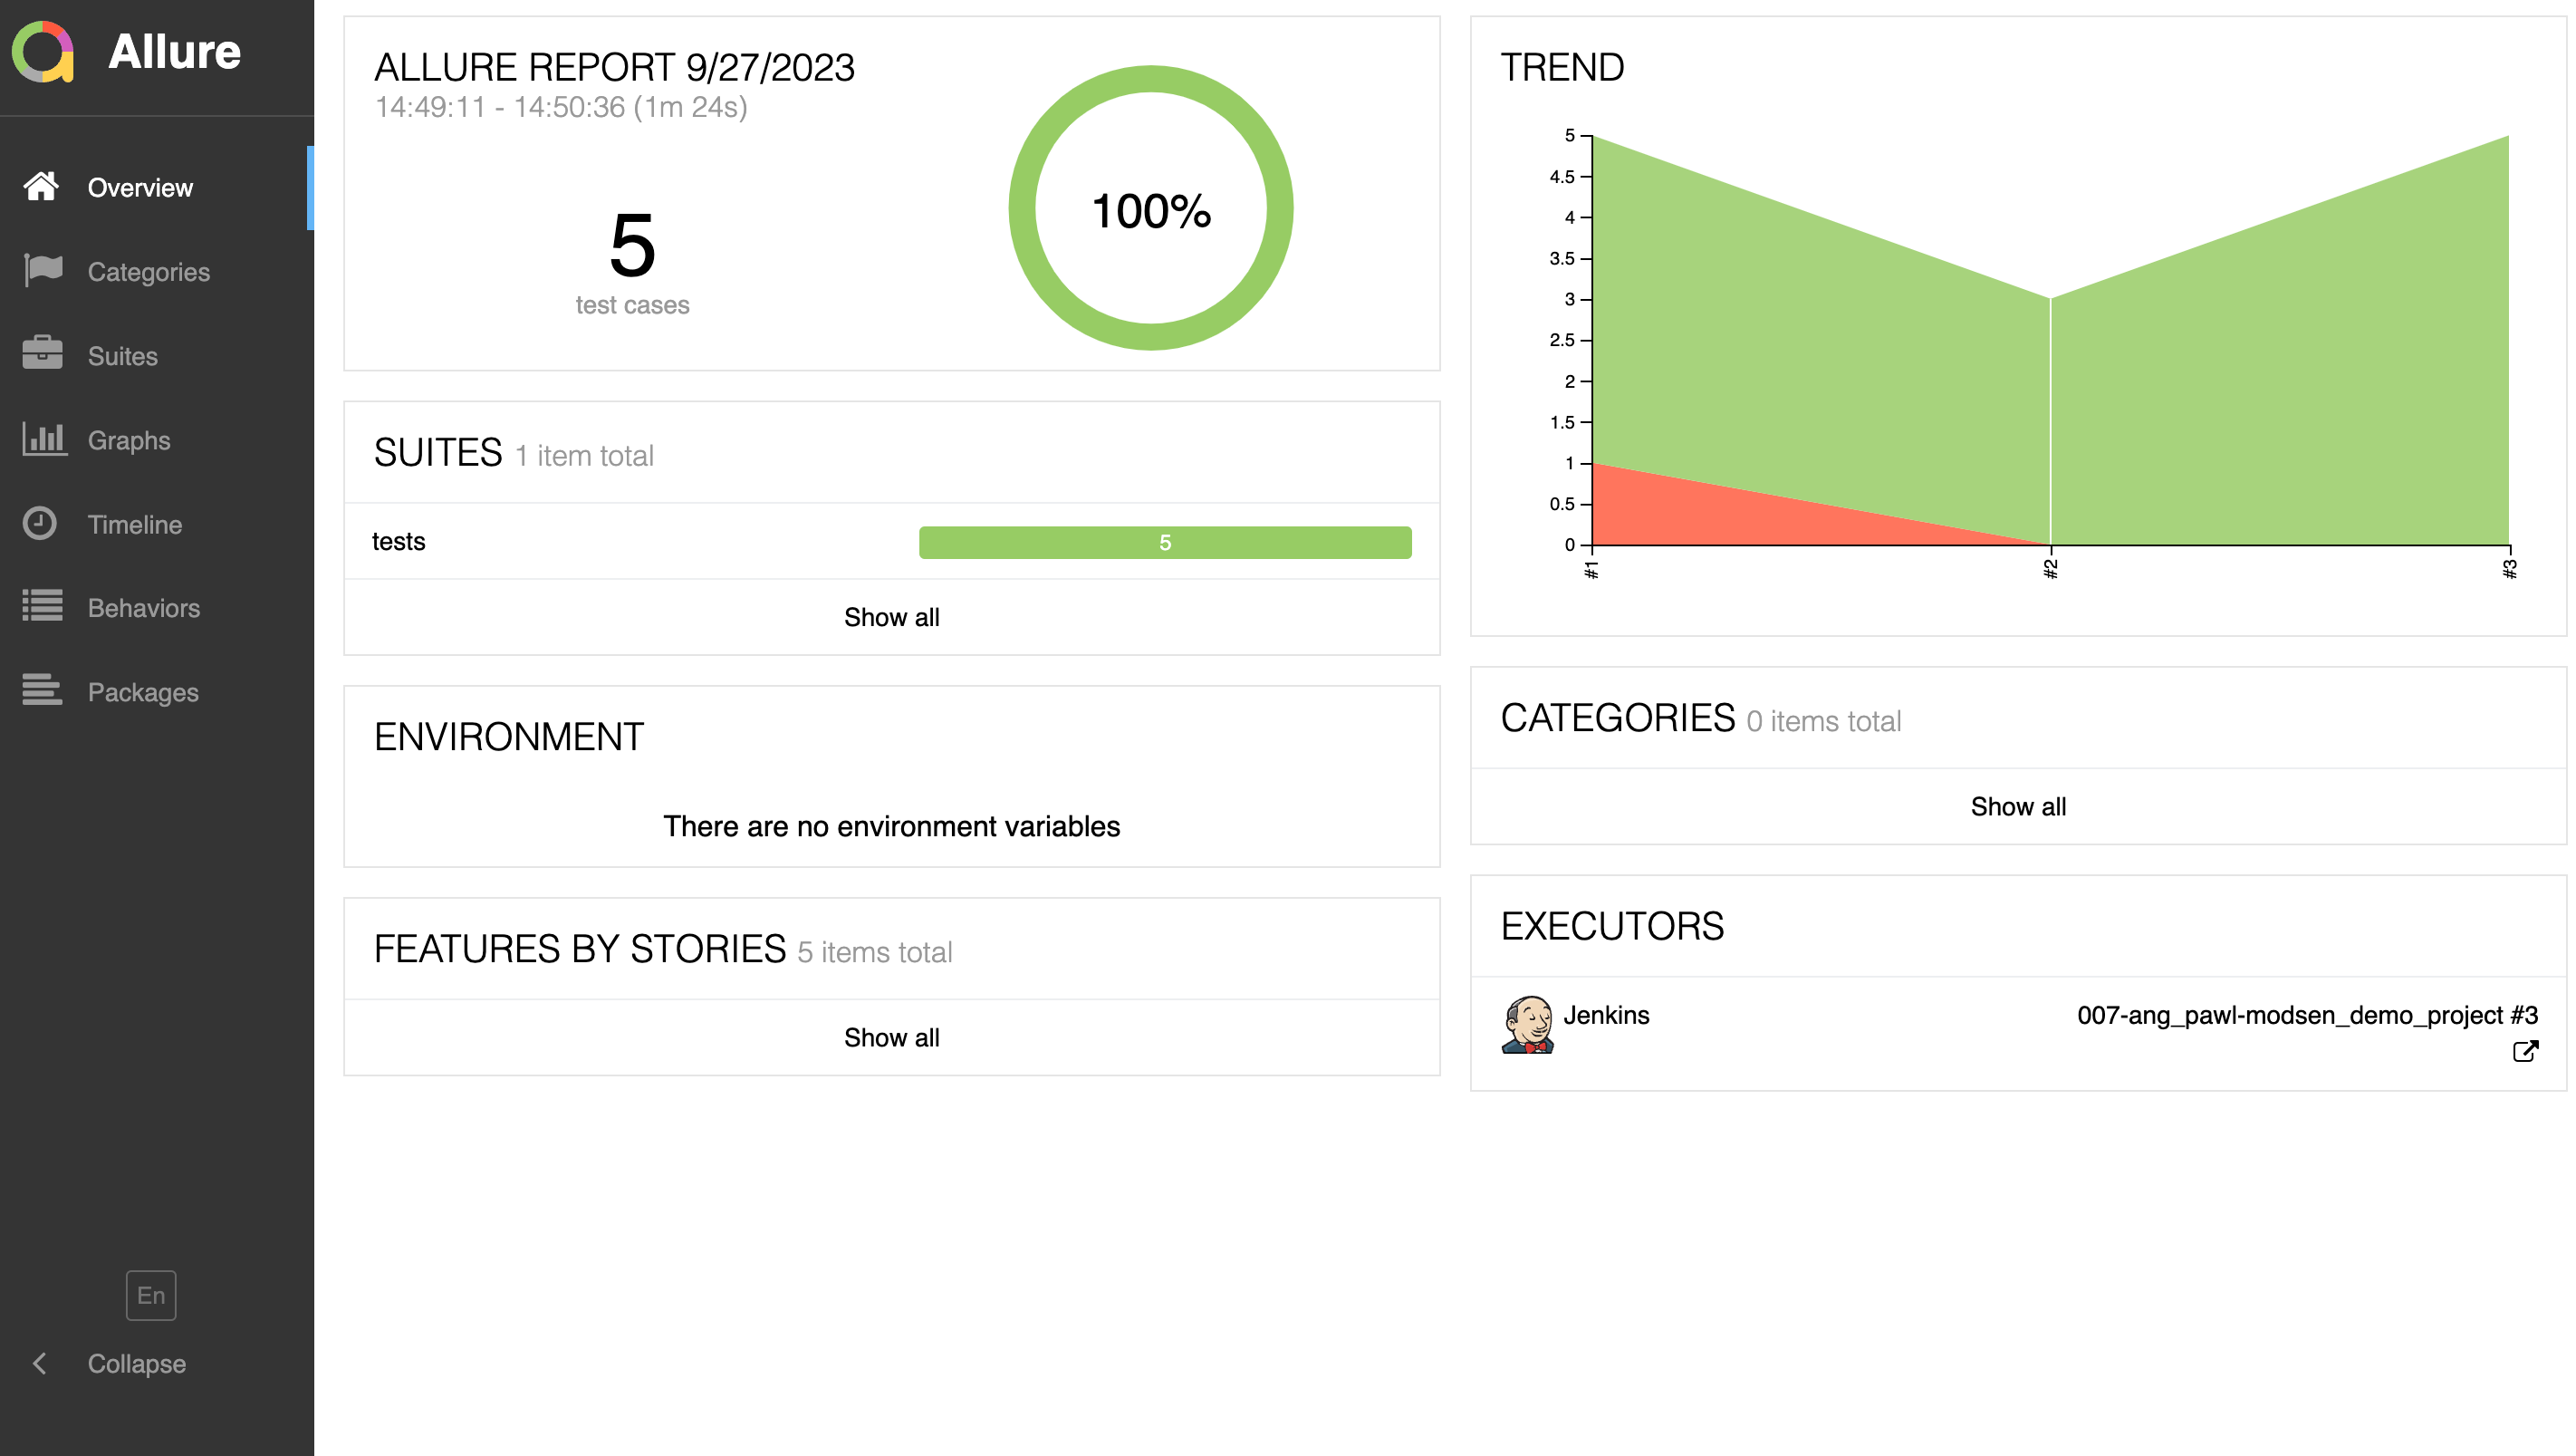 Allure
Overview
Categories
Suites
Graphs
Timeline
Behaviors
Packages
En
Collapse
ALLURE REPORT 9/27/2023
14:49:11 - 14:50:36 (1m 24s)
5
test cases
100%
SUITES 1 item total
tests 5
Show all
ENVIRONMENT
There are no environment variables
FEATURES BY STORIES 5 items total
Show all
TREND
5
4.5
4
3.5
3
2.5
2
1.5
1
0.5
0
#1 #2 #3
CATEGORIES 0 items total
Show all
EXECUTORS
Jenkins 007-ang_pawl-modsen_demo_project #3